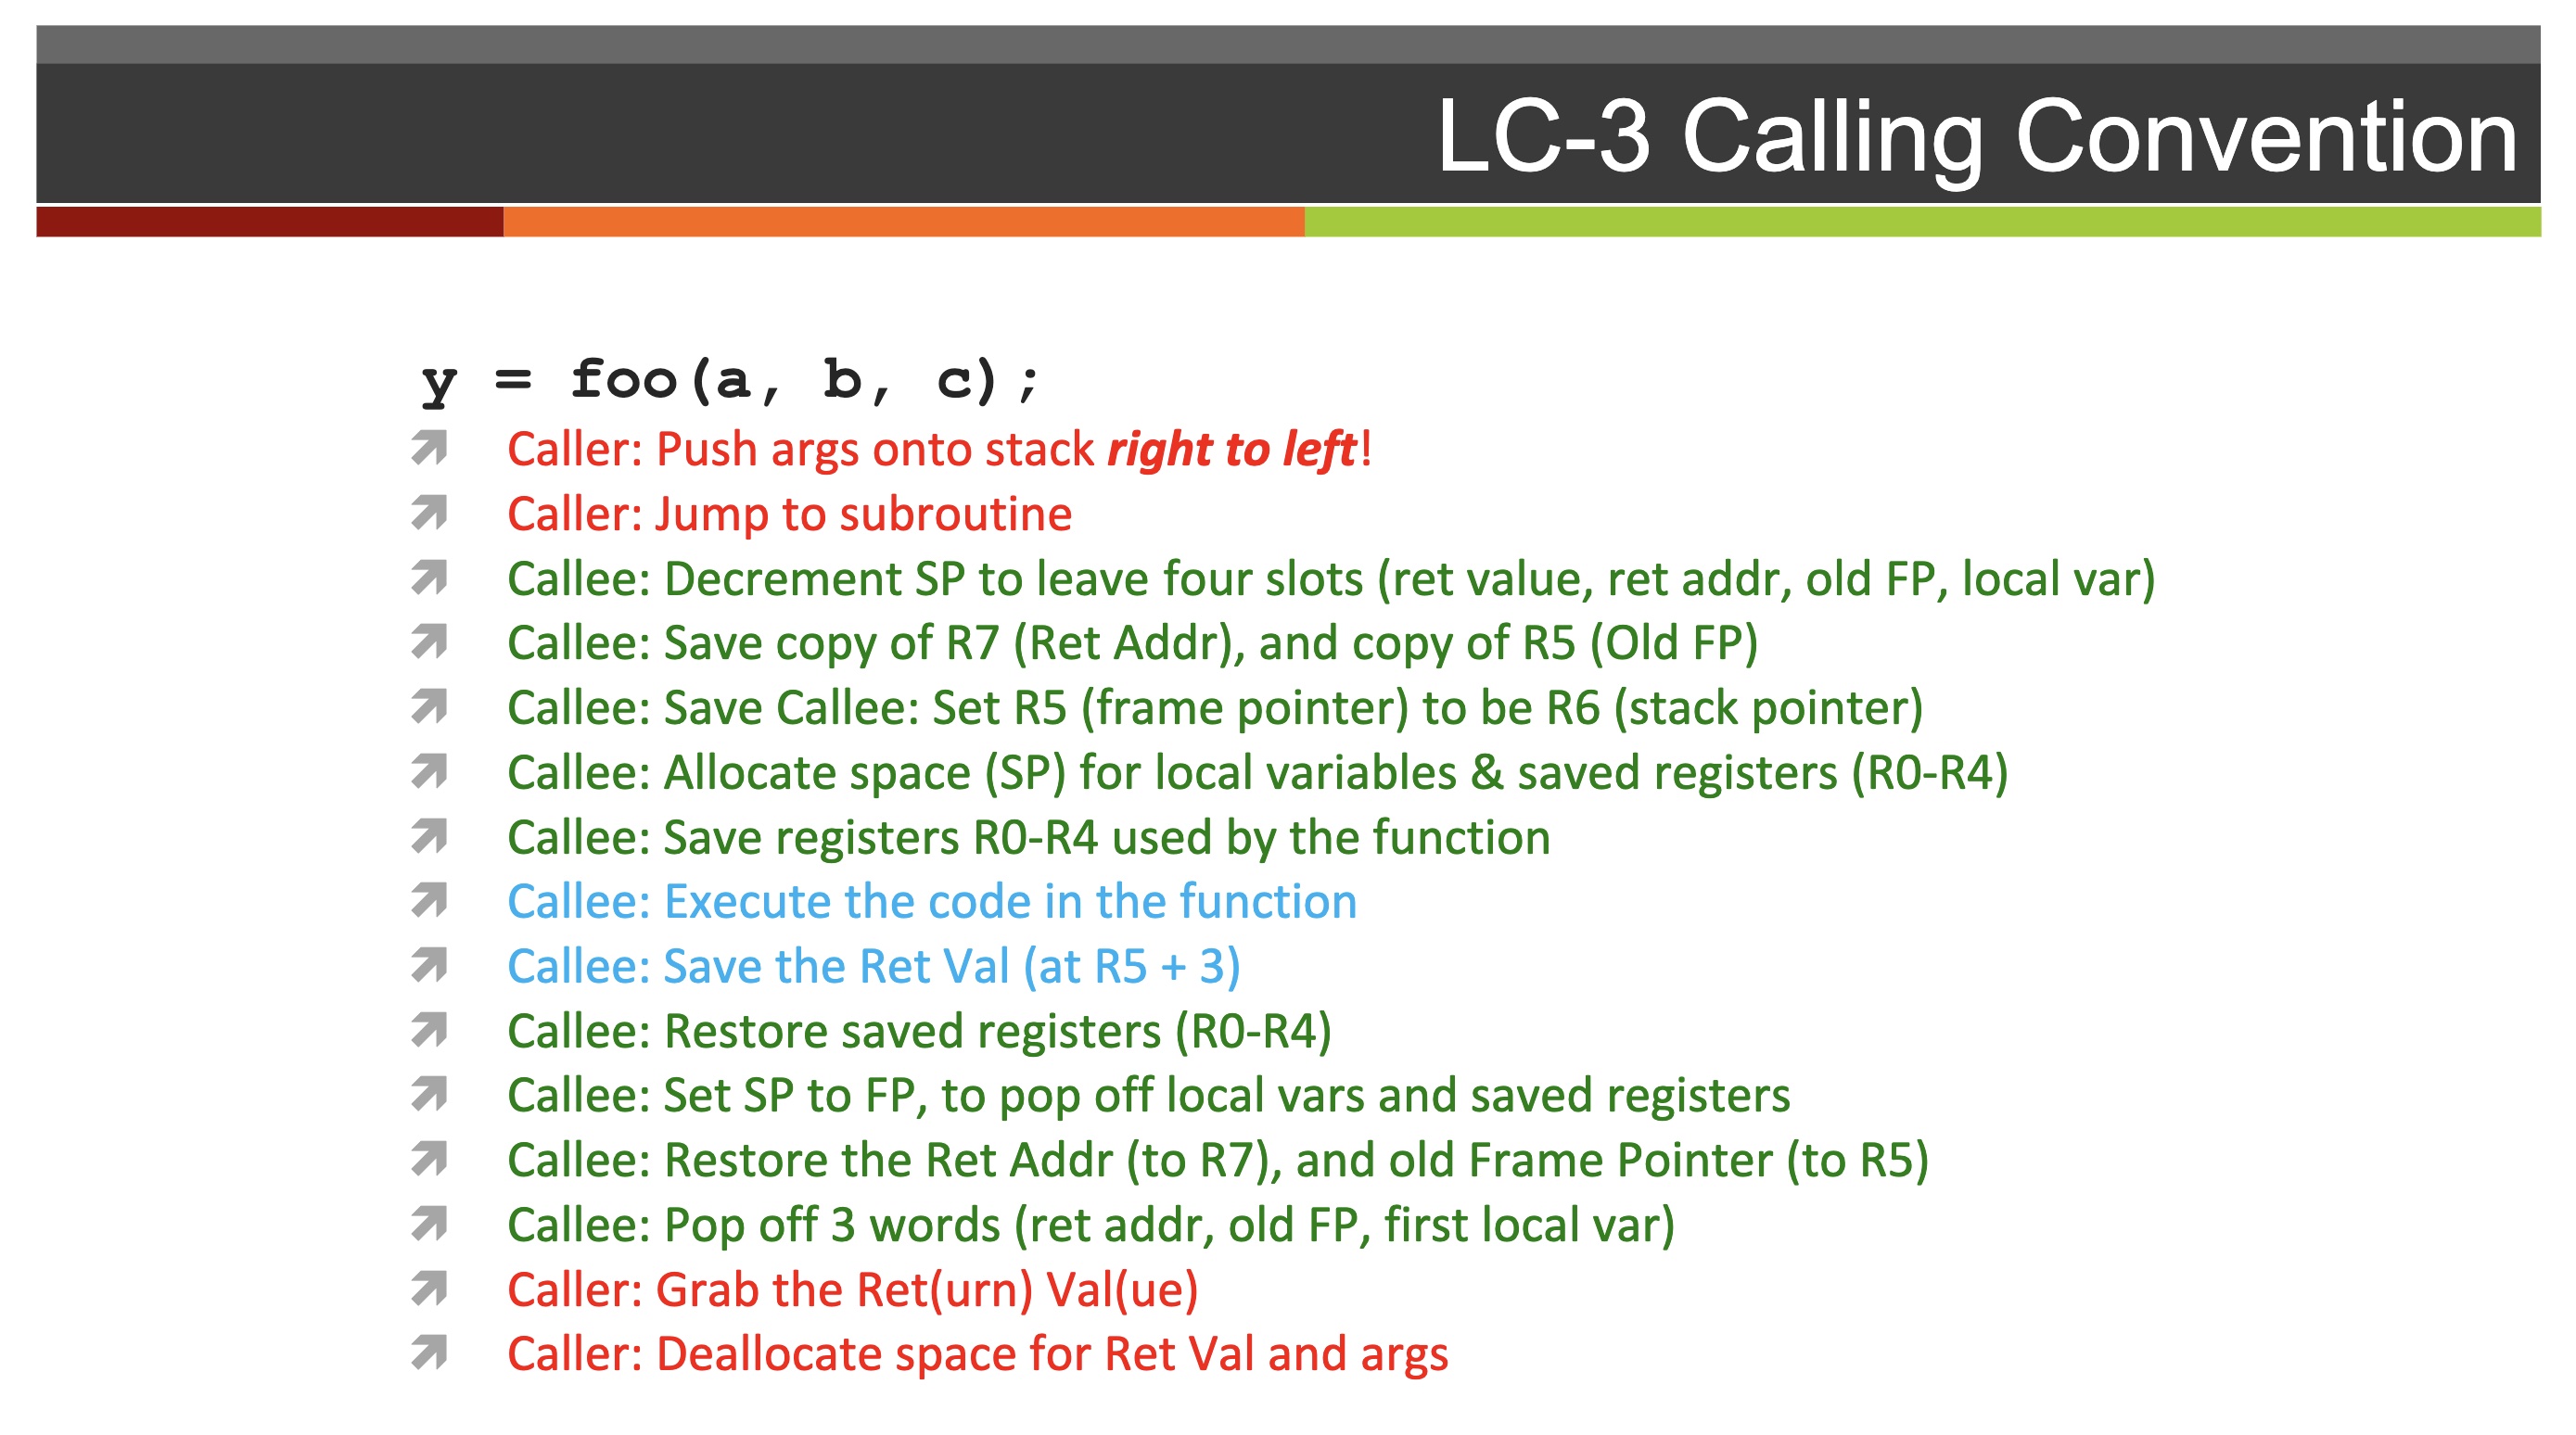 LC-3 Calling Convention
y = foo(a, b, c);
Caller: Push args onto stack right to left!
Caller: Jump to subroutine
Callee: Decrement SP to leave four slots (ret value, ret addr, old FP, local var)
Callee: Save copy of R7 (Ret Addr), and copy of R5 (Old FP)
Callee: Save Callee: Set R5 (frame pointer) to be R6 (stack pointer)
Callee: Allocate space (SP) for local variables & saved registers (R0-R4)
Callee: Save registers R0-R4 used by the function
Callee: Execute the code in the function
Callee: Save the Ret Val (at R5 + 3)
Callee: Restore saved registers (R0-R4)
Callee: Set SP to FP, to pop off local vars and saved registers
Callee: Restore the Ret Addr (to R7), and old Frame Pointer (to R5)
Callee: Pop off 3 words (ret addr, old FP, first local var)
Caller: Grab the Ret(urn) Val(ue)
Caller: Deallocate space for Ret Val and args